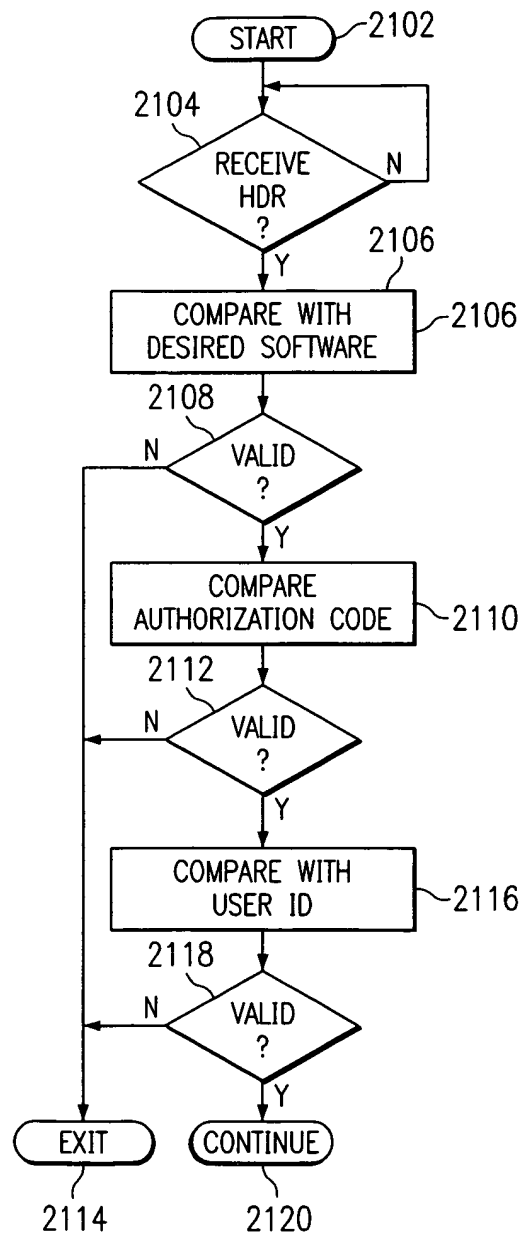 START
2102
2104
RECEIVE
HDR
?
N
Y
2106
COMPARE WITH
DESIRED SOFTWARE
2106
2108
N
VALID
?
Y
COMPARE
AUTHORIZATION CODE
2110
2112
N
VALID
?
Y
COMPARE WITH
USER ID
2116
2118
N
VALID
?
Y
EXIT
CONTINUE
2114
2120